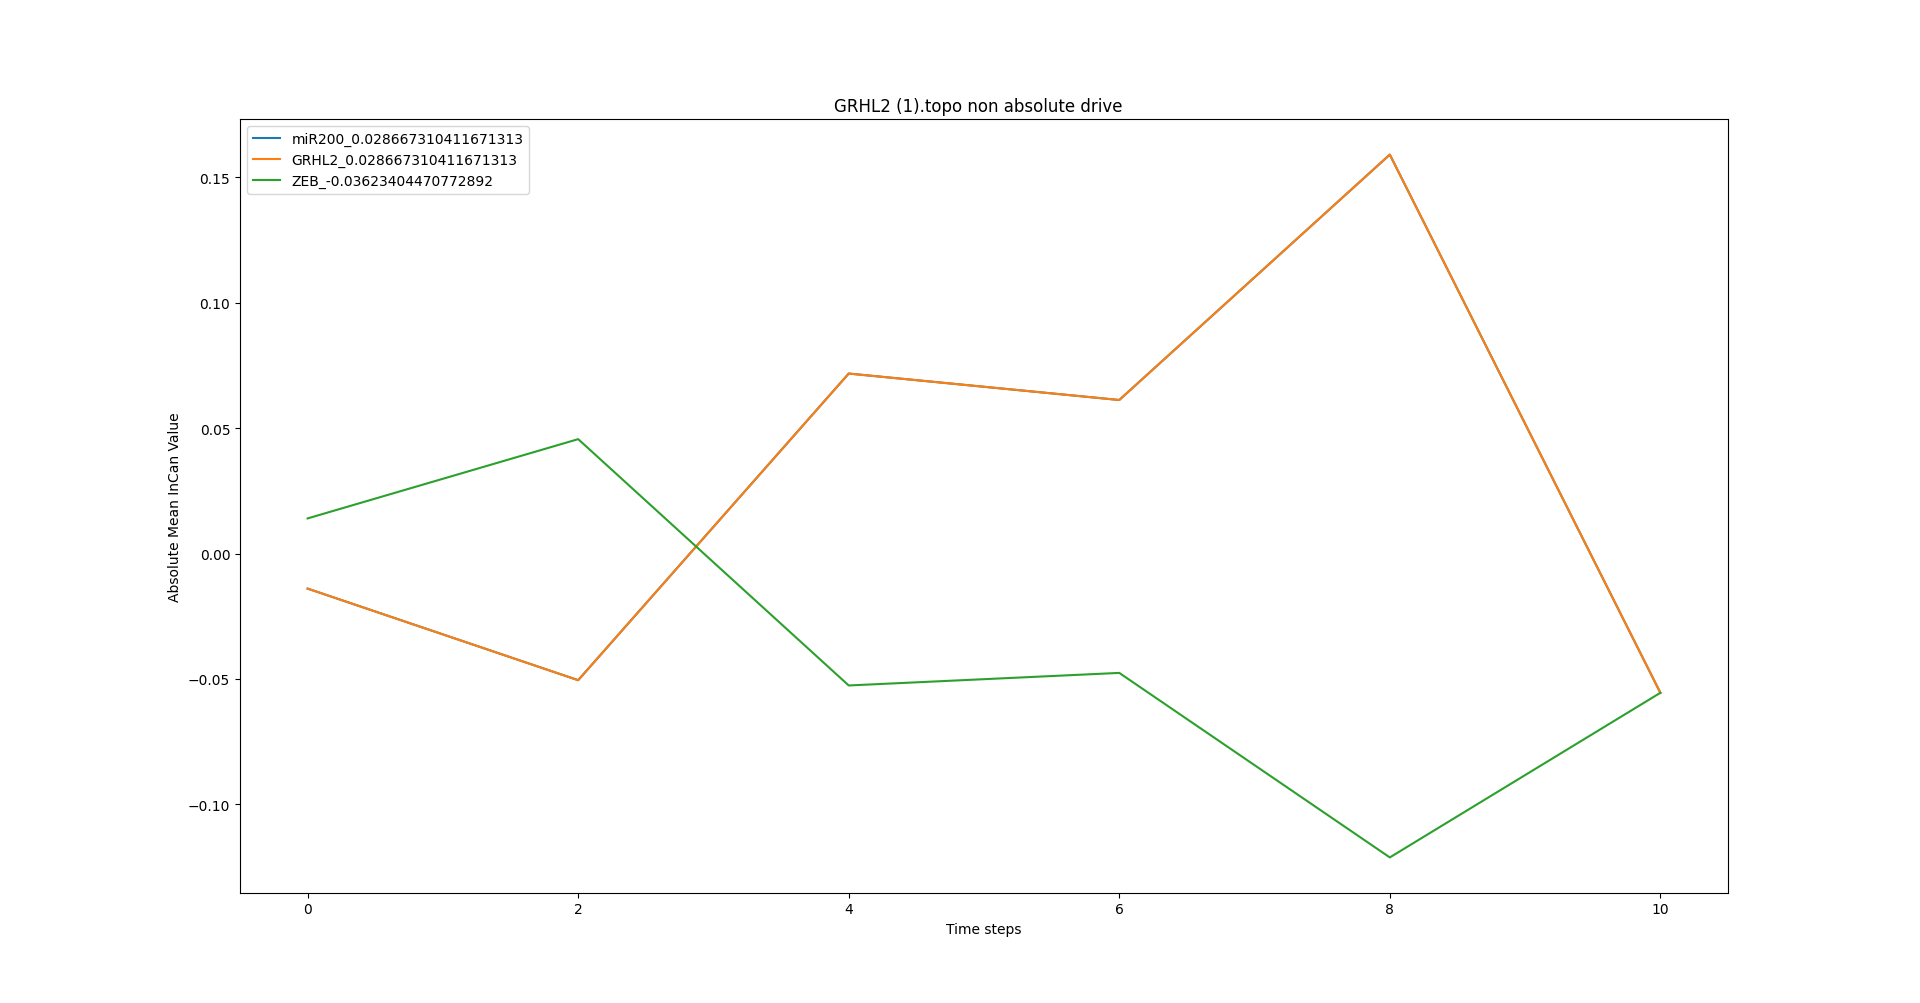 GRHL2 (1).topo non absolute drive
miR200_0.028667310411671313
GRHL2_0.028667310411671313
ZEB_-0.03623404470772892
Absolute Mean InCan Value
0.15
0.10
0.05
0.00
−0.05
−0.10
0 2 4 6 8 10
Time steps